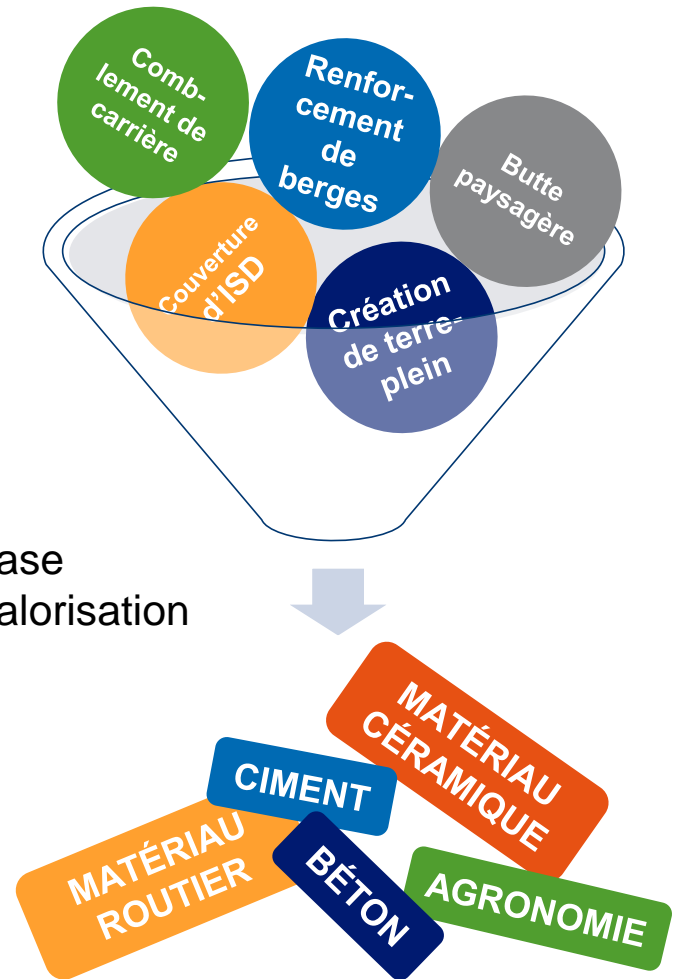 Comb-
lement de
carrière
Renfor-
cement
de
berges
Butte
paysagère
Couverture
d'ISD
Création
de terre-
plein
ase
alorisation
MATÉRIAU
CÉRAMIQUE
CIMENT
MATÉRIAU
ROUTIER
BÉTON
AGRONOMIE